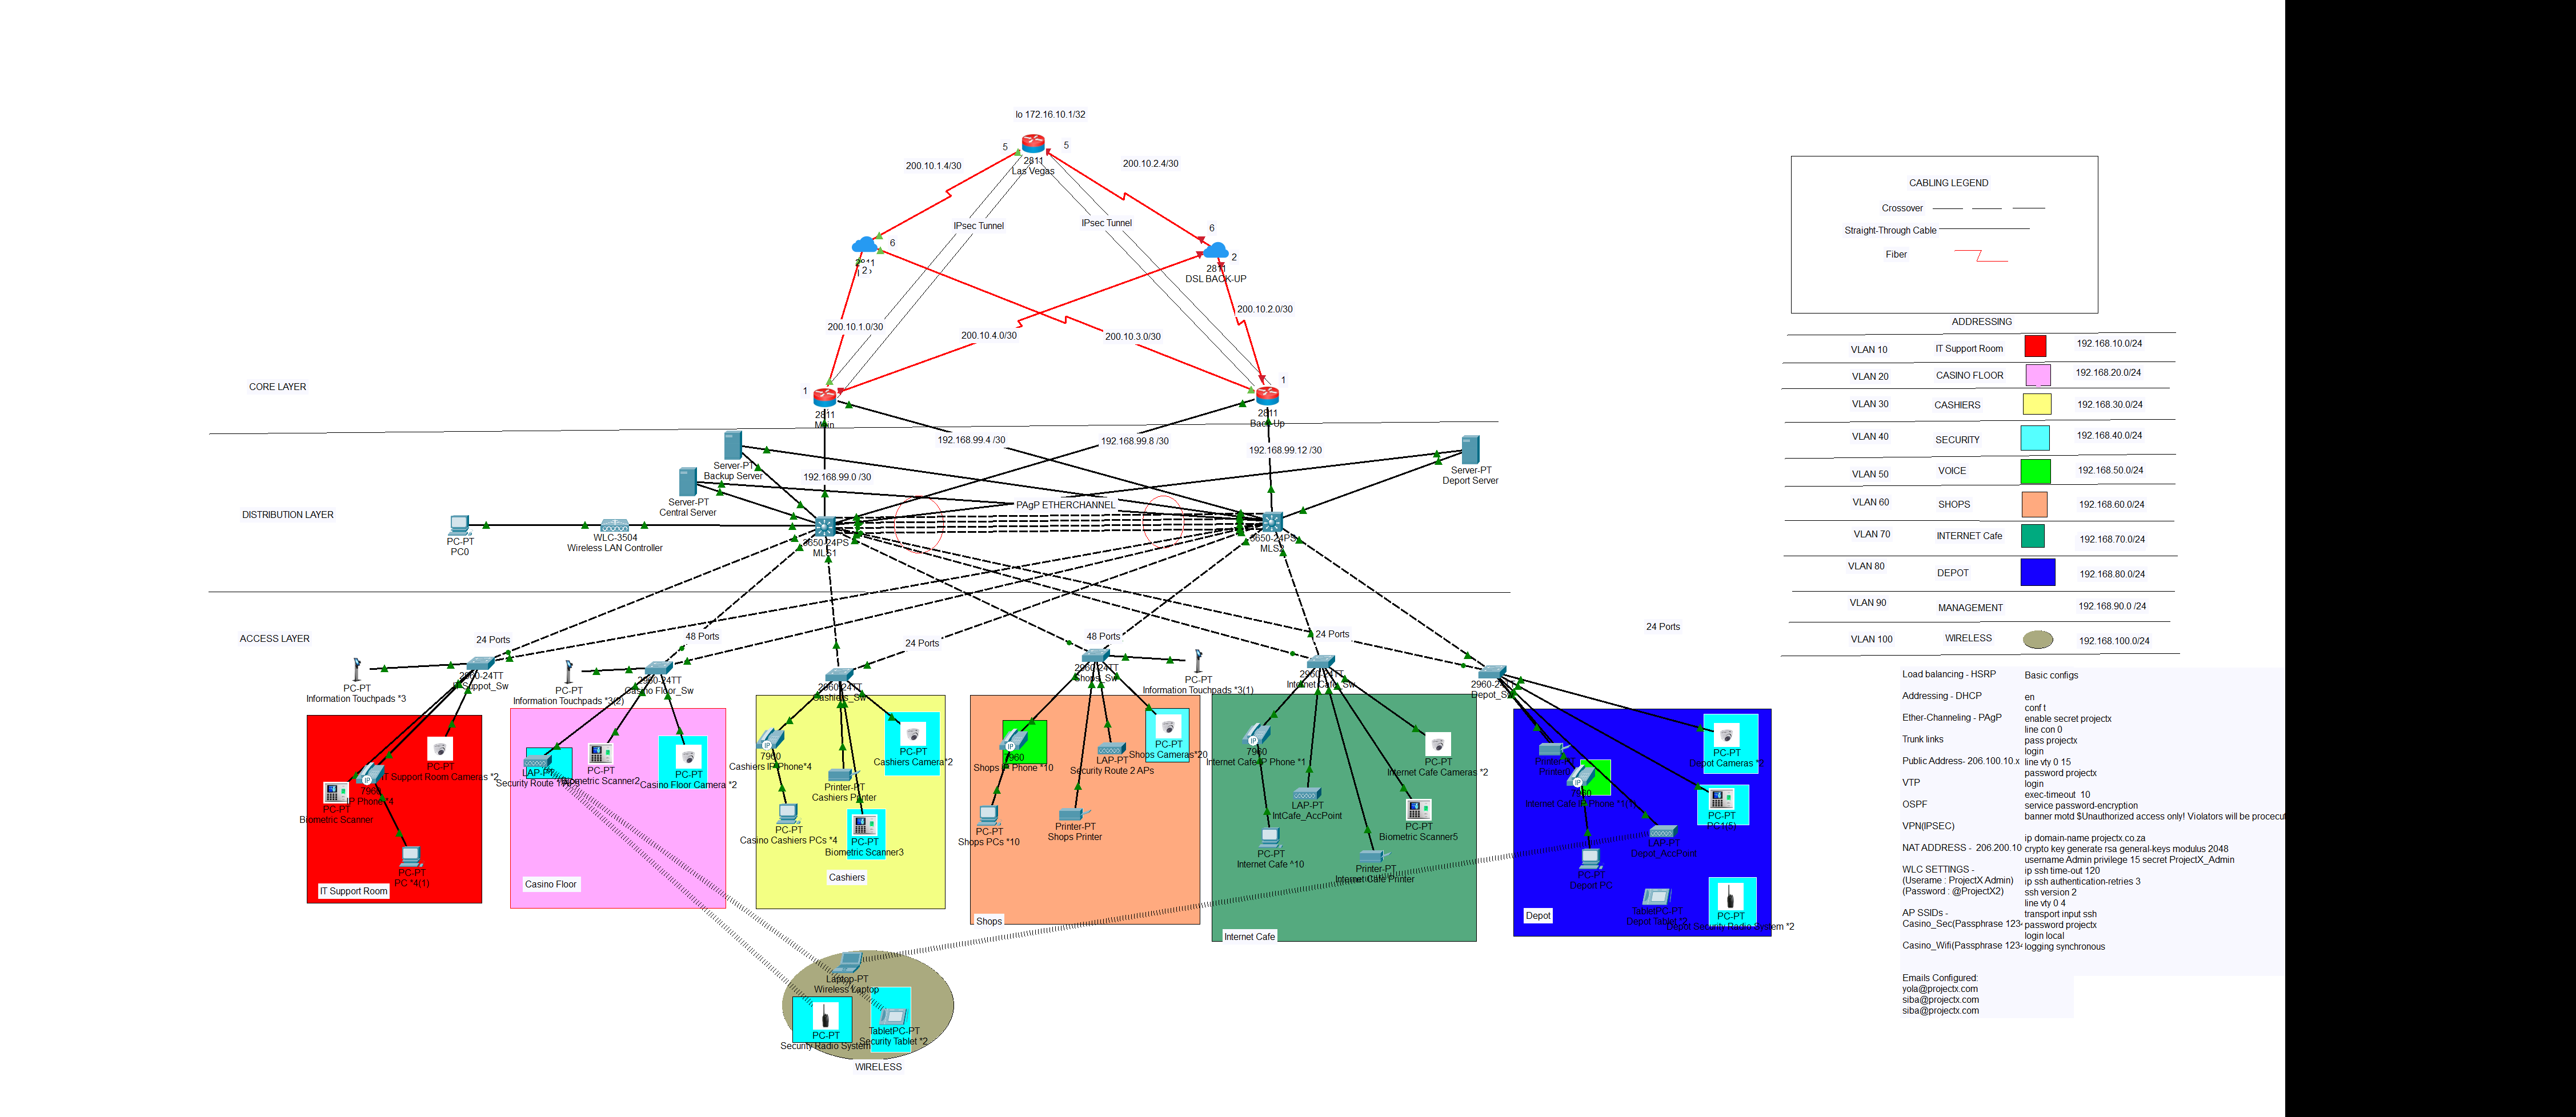 lo 172.16.10.1/32
5
5
2811
Las Vegas
200.10.1.4/30
200.10.2.4/30
IPsec Tunnel
IPsec Tunnel
6
6
2
2811
DSL BACK-UP
200.10.1.0/30
200.10.4.0/30
200.10.3.0/30
200.10.2.0/30
CORE LAYER
1
1
2811
Main
2811
Back Up
192.168.99.4 /30
192.168.99.8 /30
192.168.99.12 /30
192.168.99.0 /30
Server-PT
Backup Server
Server-PT
Central Server
Server-PT
Deport Server
PAgP ETHERCHANNEL
DISTRIBUTION LAYER
PC-PT
PC0
WLC-3504
Wireless LAN Controller
3650-24PS
MLS1
3650-24PS
ACCESS LAYER
24 Ports
48 Ports
24 Ports
48 Ports
24 Ports
24 Ports
PC-PT
Information Touchpads *3
2960-24TT
PC-PT
Information Touchpads *3(2)
2960-24TT
Casino Floor_Sw
2960-24TT
Cashiers_Sw
2960-24TT
Shops_Sw
PC-PT
Information Touchpads *3(1)
2960-24TT
Internet Cafe_Sw
2960-24TT
PC-PT
IT Support Room Cameras *2
7960
IP Phone*4
PC-PT
Biometric Scanner
PC-PT
PC *4(1)
IT Support Room
LAP-PT
PC-PT
Biometric Scanner2
PC-PT
Casino Floor Camera *2
Casino Floor
7960
Cashiers IP Phone*4
PC-PT
Cashiers Camera*2
Printer-PT
Cashiers Printer
PC-PT
Casino Cashiers PCs *4
PC-PT
Biometric Scanner3
Cashiers
7960
Shops IP Phone *10
LAP-PT
Security Route 2 APs
PC-PT
Shops Cameras*20
PC-PT
Shops PCs *10
Printer-PT
Shops Printer
Shops
7960
Internet Cafe IP Phone *1
PC-PT
Internet Cafe Cameras *2
LAP-PT
IntCafe_AccPoint
PC-PT
Biometric Scanner5
PC-PT
Internet Cafe ^10
Printer-PT
Internet Cafe Printer
Internet Cafe
7960
Internet Cafe IP Phone *1(1)
PC-PT
Depot Cameras *2
PC-PT
PC1(5)
LAP-PT
Depot_AccPoint
PC-PT
Deport PC
TabletPC-PT
Depot Tablet *2
PC-PT
Depot Security Radio System *2
Depot
Laptop-PT
Wireless Laptop
PC-PT
Security Radio System
TabletPC-PT
Security Tablet *2
WIRELESS
CABLING LEGEND
Crossover
Straight-Through Cable
Fiber
ADDRESSING
VLAN 10 IT Support Room 192.168.10.0/24
VLAN 20 CASINO FLOOR 192.168.20.0/24
VLAN 30 CASHIERS 192.168.30.0/24
VLAN 40 SECURITY 192.168.40.0/24
VLAN 50 VOICE 192.168.50.0/24
VLAN 60 SHOPS 192.168.60.0/24
VLAN 70 INTERNET Cafe 192.168.70.0/24
VLAN 80 DEPOT 192.168.80.0/24
VLAN 90 MANAGEMENT 192.168.90.0 /24
VLAN 100 WIRELESS 192.168.100.0/24
Load balancing - HSRP
Addressing - DHCP
Ether-Channeling - PAgP
Trunk links
Public Address- 206.100.10.x
VTP
OSPF
VPN(IPSEC)
NAT ADDRESS - 206.200.10
WLC SETTINGS -
(Userame : ProjectX Admin)
(Password : @ProjectX2)
AP SSIDs -
Casino_Sec(Passphrase 123
Casino_Wifi(Passphrase 123
Emails Configured:
yola@projectx.com
siba@projectx.com
siba@projectx.com
Basic configs
en
conf t
enable secret projectx
line con 0
pass projectx
login
line vty 0 15
password projectx
login
exec-timeout 10
service password-encryption
banner motd $Unauthorized access only! Violators will be procecut
ip domain-name projectx.co.za
crypto key generate rsa general-keys modulus 2048
username Admin privilege 15 secret ProjectX_Admin
ip ssh time-out 120
ip ssh authentication-retries 3
ssh version 2
line vty 0 4
transport input ssh
password projectx
login local
logging synchronous